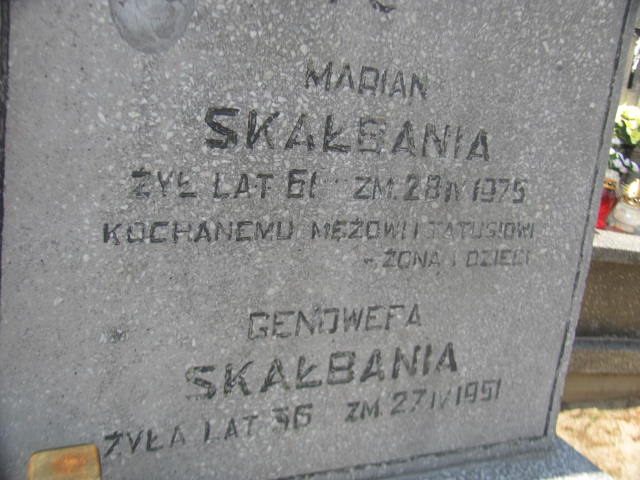 MARIAN
SKAŁBANIA
ŻYŁ LAT 61 ZM. 28 IV 1975
KOCHANEMU MĘŻOWI I TATUSIOWI
- ŻONA I DZIECI
GENOWEFA
SKAŁBANIA
ŻYŁA LAT 36 ZM. 27 IV 1951